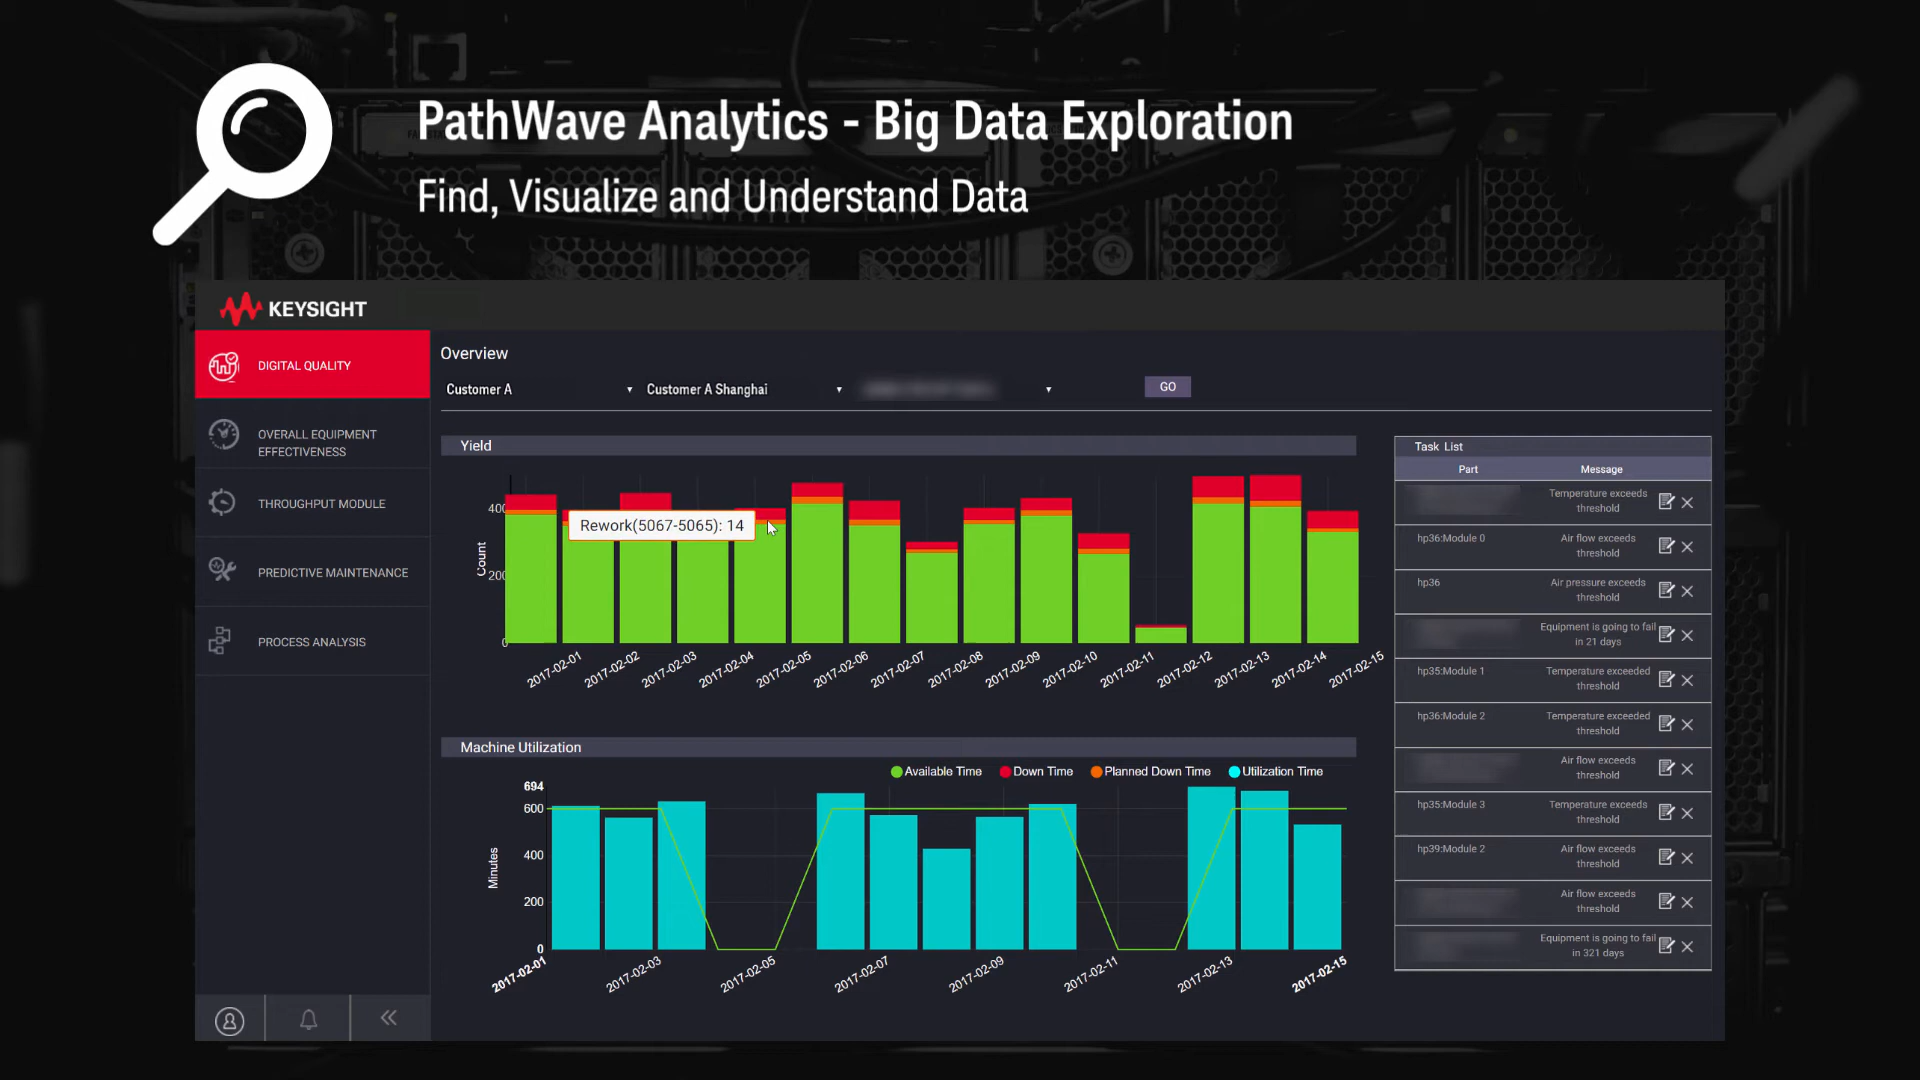 PathWave Analytics - Big Data Exploration
Find, Visualize and Understand Data
KEYSIGHT
DIGITAL QUALITY
OVERALL EQUIPMENT
EFFECTIVENESS
THROUGHPUT MODULE
PREDICTIVE MAINTENANCE
PROCESS ANALYSIS
Overview
Customer A
Customer A Shanghai
GO
Yield
Count
400
200
0
Rework(5067-5065): 14
2017-02-01
2017-02-02
2017-02-03
2017-02-04
2017-02-05
2017-02-06
2017-02-07
2017-02-08
2017-02-09
2017-02-10
2017-02-11
2017-02-12
2017-02-13
2017-02-14
2017-02-15
Machine Utilization
Available Time Down Time Planned Down Time Utilization Time
Minutes
694
600
400
200
0
2017-02-01
2017-02-03
2017-02-05
2017-02-07
2017-02-09
2017-02-11
2017-02-13
2017-02-15
Task List
Part Message
Temperature exceeds
threshold
hp36:Module 0 Air flow exceeds
threshold
hp36 Air pressure exceeds
threshold
Equipment is going to fail
in 21 days
hp35:Module 1 Temperature exceeded
threshold
hp36:Module 2 Temperature exceeded
threshold
Air flow exceeds
threshold
hp35:Module 3 Temperature exceeds
threshold
hp39:Module 2 Air flow exceeds
threshold
Air flow exceeds
threshold
Equipment is going to fail
in 321 days